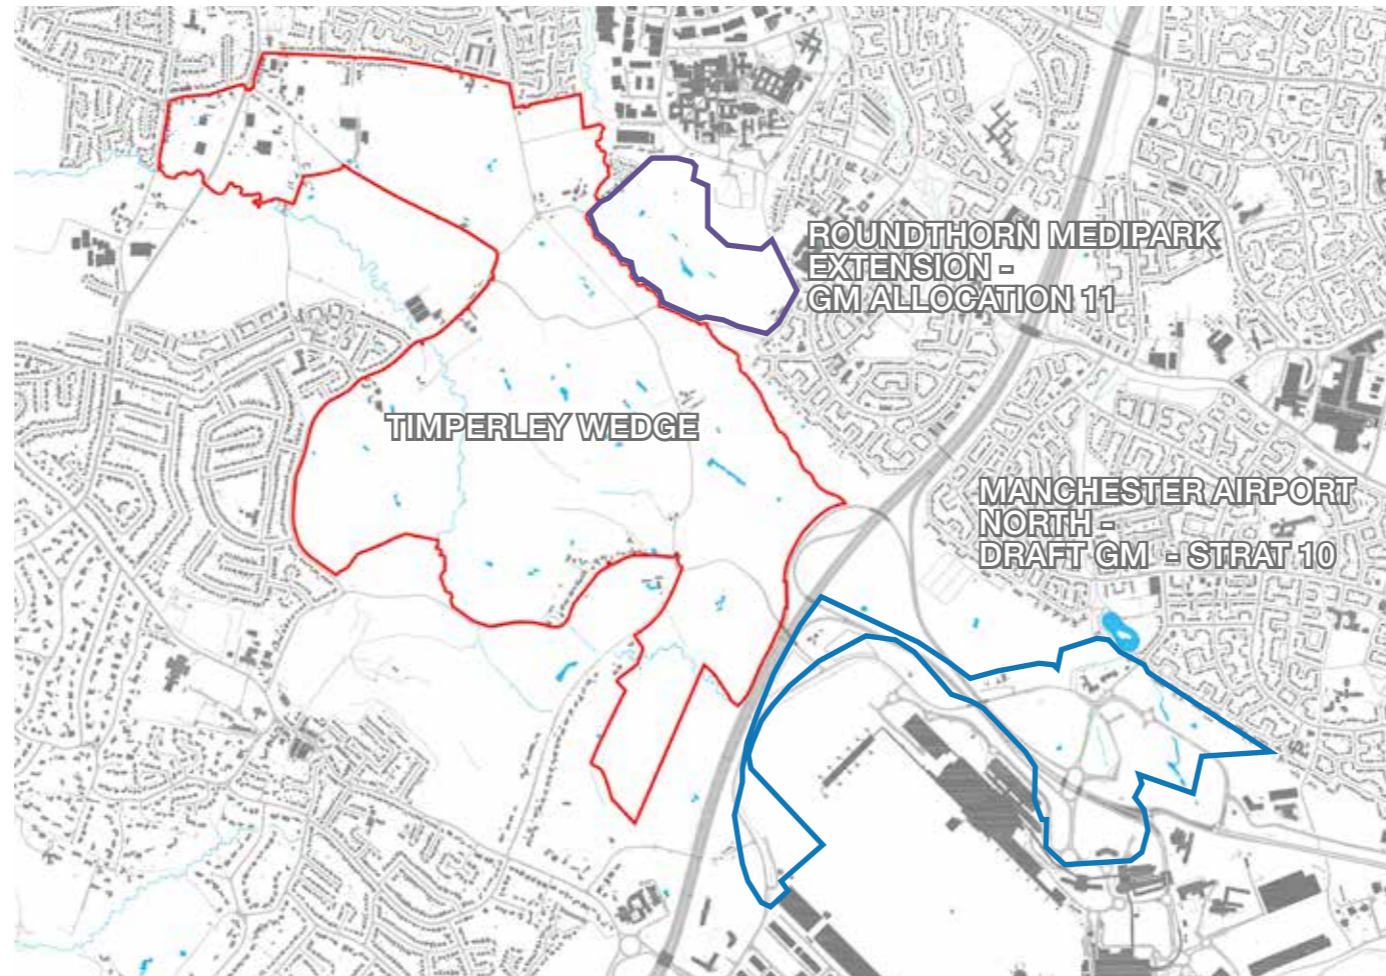 ROUNDTHORN MEDIPARK
EXTENSION -
GM ALLOCATION 11
TIMPERLEY WEDGE
MANCHESTER AIRPORT
NORTH -
DRAFT GM - STRAT 10